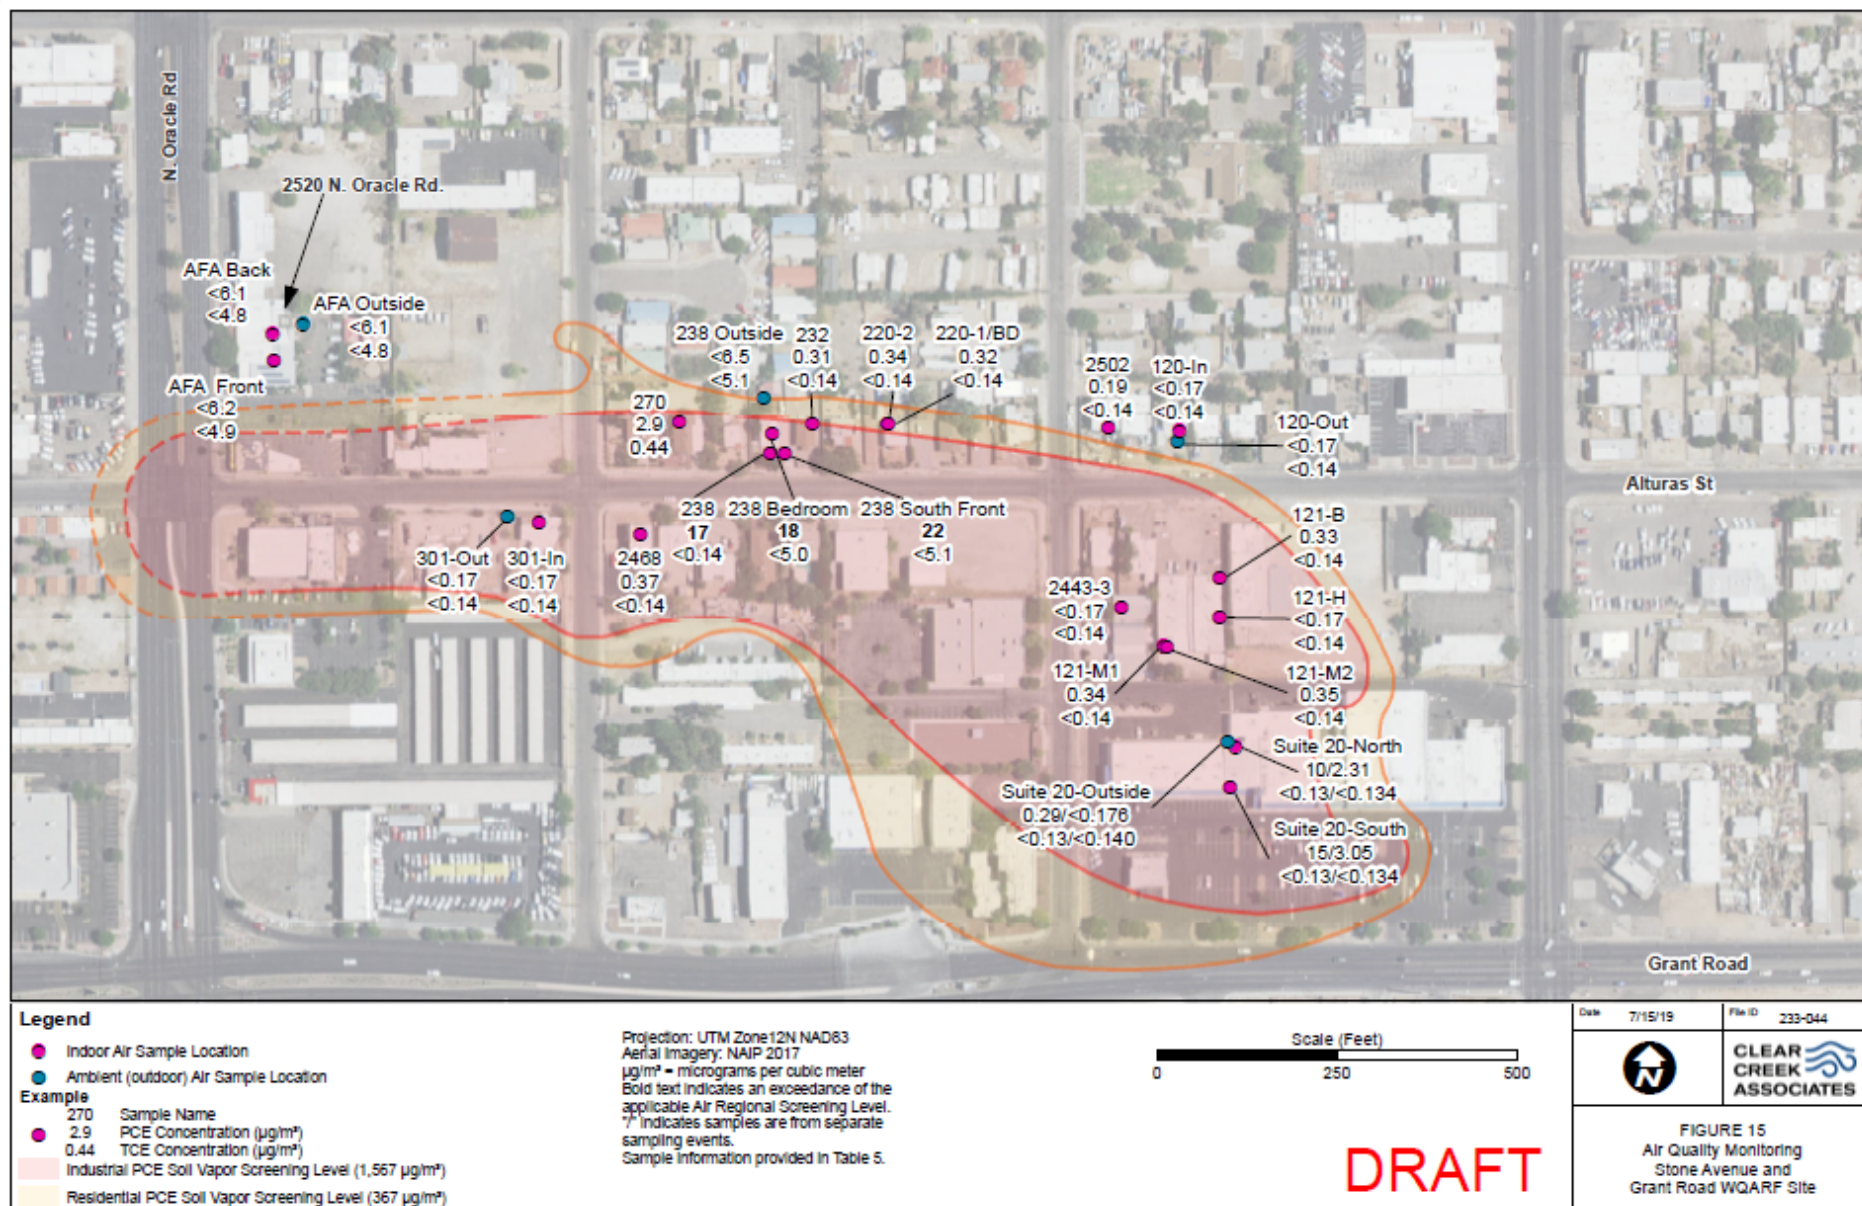 N. Oracle Rd
2520 N. Oracle Rd.
AFA Back
<6.1
<4.8
AFA Outside
<6.1
<4.8
AFA Front
<6.2
<4.9
238 Outside
<6.5
<5.1
232
0.31
<0.14
220-2
0.34
<0.14
220-1/BD
0.32
<0.14
2502
0.19
<0.14
120-In
<0.17
<0.14
120-Out
<0.17
<0.14
270
2.9
0.44
Alturas St
238
17
<0.14
238 Bedroom
18
<5.0
238 South Front
22
<5.1
301-Out
<0.17
<0.14
301-In
<0.17
<0.14
2468
0.37
<0.14
121-B
0.33
<0.14
2443-3
<0.17
<0.14
121-H
<0.17
<0.14
121-M1
0.34
<0.14
121-M2
0.35
<0.14
Suite 20-North
10/2.31
<0.13/<0.134
Suite 20-Outside
0.29/<0.176
<0.13/<0.140
Suite 20-South
15/3.05
<0.13/<0.134
Grant Road
Legend
Indoor Air Sample Location
Ambient (outdoor) Air Sample Location
Example
270 Sample Name
2.9 PCE Concentration (µg/m³)
0.44 TCE Concentration (µg/m³)
Industrial PCE Soil Vapor Screening Level (1,567 µg/m³)
Residential PCE Soil Vapor Screening Level (367 µg/m³)
Projection: UTM Zone12N NAD83
Aerial Imagery: NAIP 2017
µg/m³ = micrograms per cubic meter
Bold text indicates an exceedance of the
applicable Air Regional Screening Level.
"/" indicates samples are from separate
sampling events.
Sample information provided in Table 5.
Scale (Feet)
0 250 500
DRAFT
Date 7/15/19
File ID 233-044
N
CLEAR
CREEK
ASSOCIATES
FIGURE 15
Air Quality Monitoring
Stone Avenue and
Grant Road WQARF Site